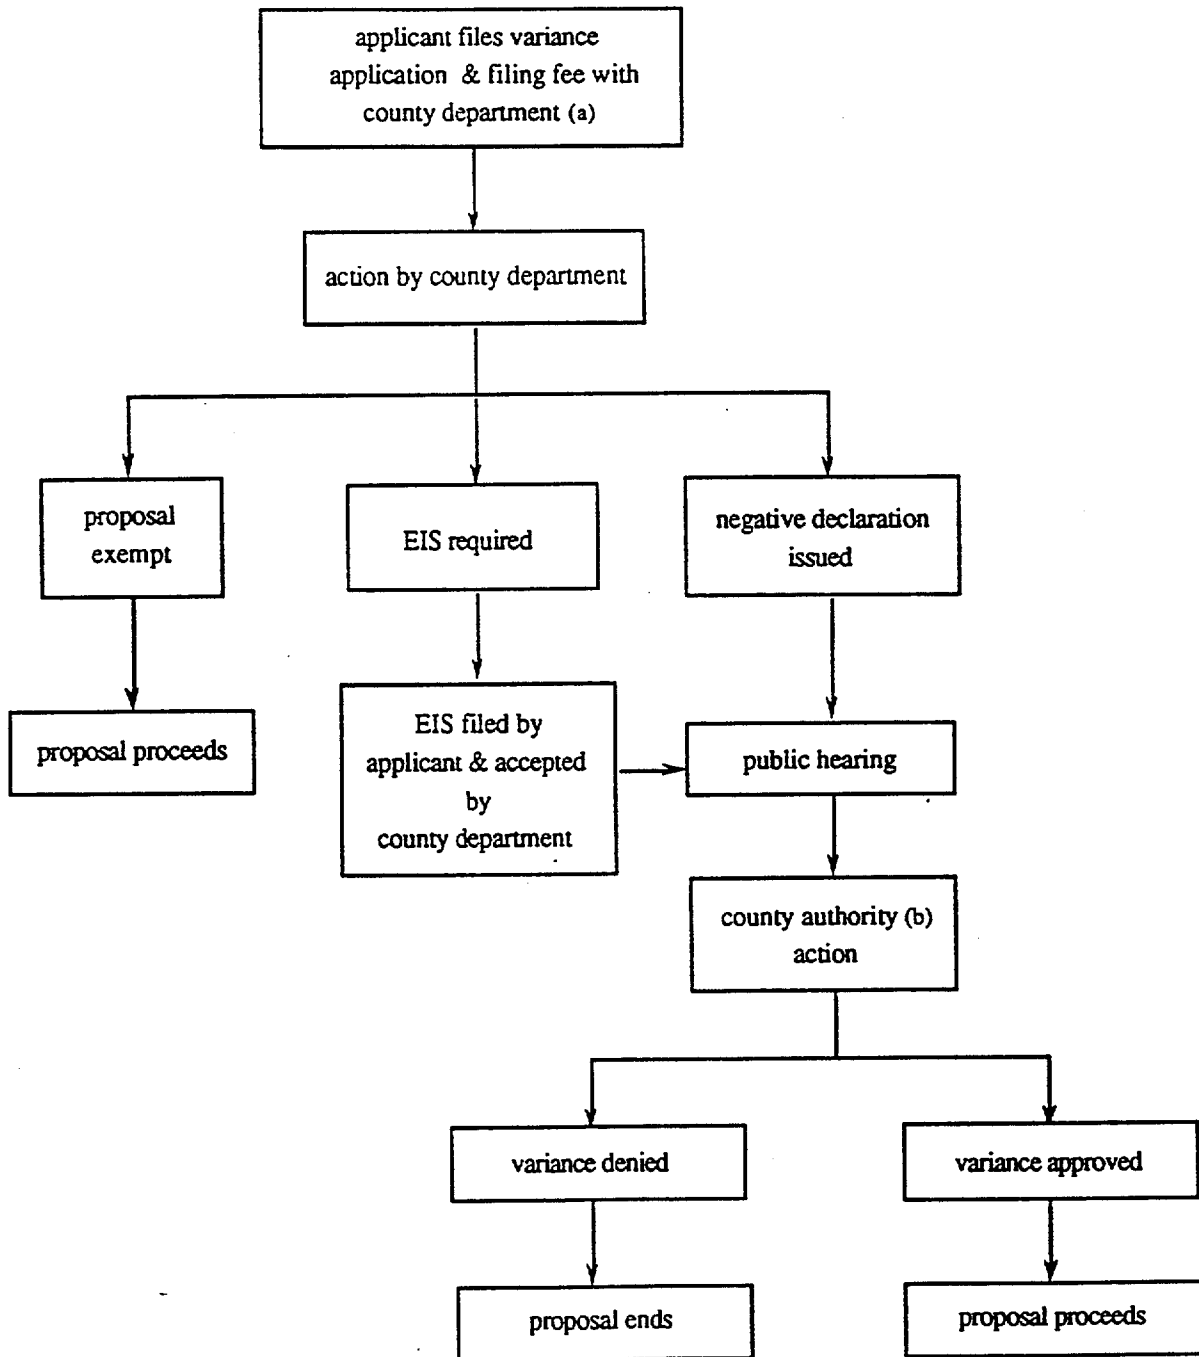 applicant files variance
application & filing fee with
county department (a)
action by county department
proposal
exempt
EIS required
negative declaration
issued
proposal proceeds
EIS filed by
applicant & accepted
by
county department
public hearing
county authority (b)
action
variance denied
variance approved
proposal ends
proposal proceeds